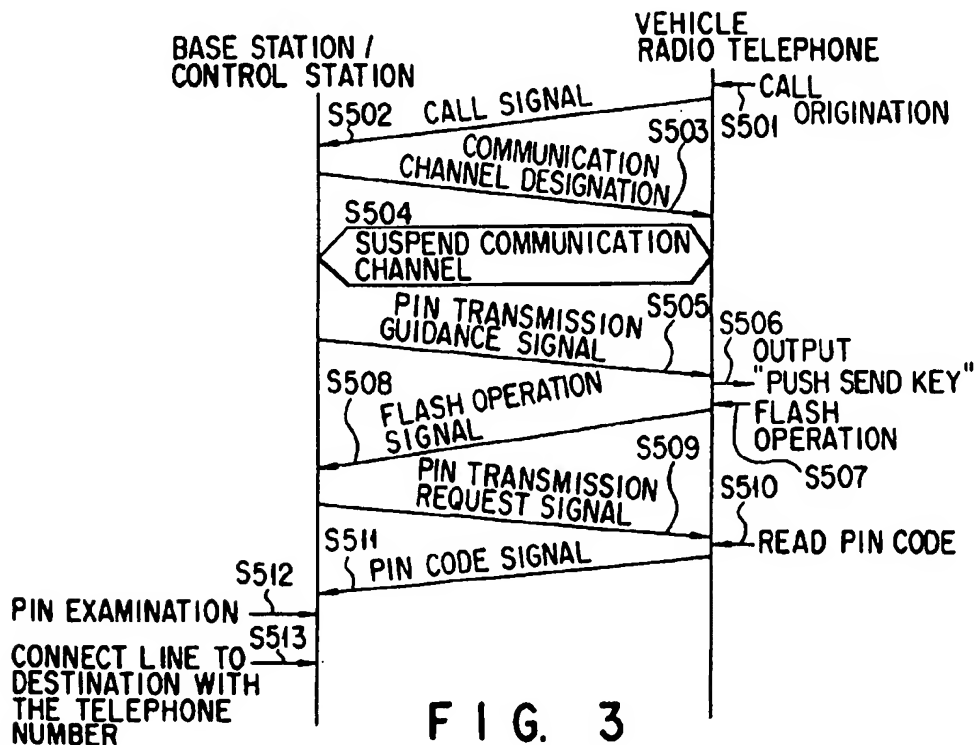 BASE STATION /
CONTROL STATION
VEHICLE
RADIO TELEPHONE
CALL
ORIGINATION
S501
S502
CALL SIGNAL
S503
COMMUNICATION
CHANNEL DESIGNATION
S504
SUSPEND COMMUNICATION
CHANNEL
PIN TRANSMISSION
GUIDANCE SIGNAL
S505
S506
OUTPUT
"PUSH SEND KEY"
S508
FLASH OPERATION
SIGNAL
FLASH
OPERATION
S507
S509
PIN TRANSMISSION
REQUEST SIGNAL
S510
READ PIN CODE
S511
PIN CODE SIGNAL
S512
PIN EXAMINATION
S513
CONNECT LINE TO
DESTINATION WITH
THE TELEPHONE
NUMBER
FIG. 3